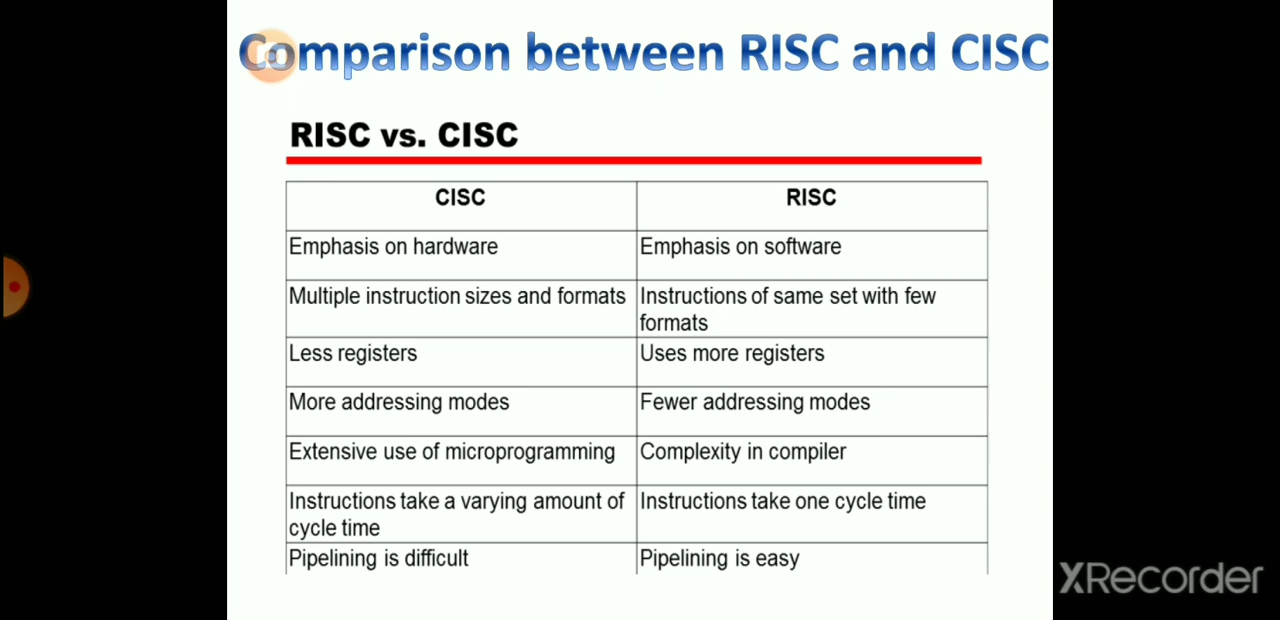 Comparison between RISC and CISC
RISC vs. CISC
CISC
RISC
Emphasis on hardware
Emphasis on software
Multiple instruction sizes and formats
Instructions of same set with few
formats
Less registers
Uses more registers
More addressing modes
Fewer addressing modes
Extensive use of microprogramming
Complexity in compiler
Instructions take a varying amount of
cycle time
Instructions take one cycle time
Pipelining is difficult
Pipelining is easy
XRecorder